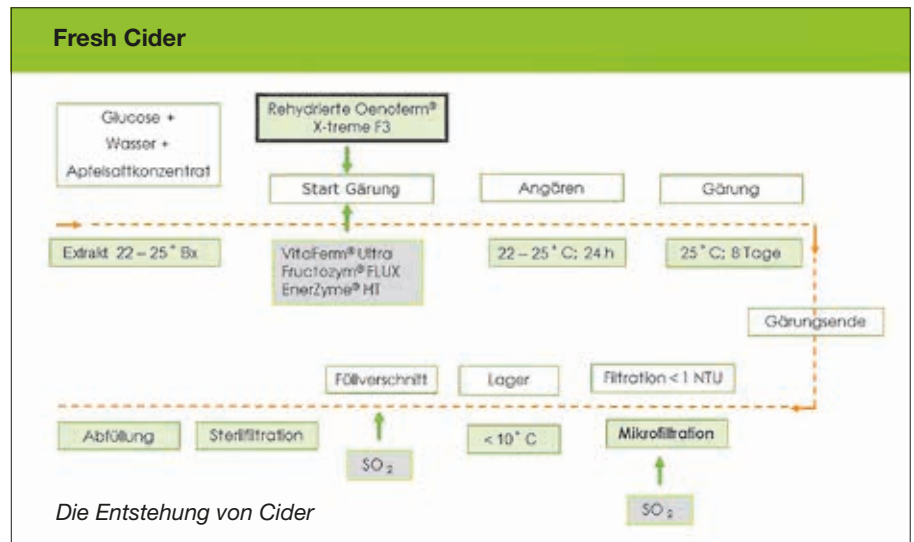 Fresh Cider
Glucose +
Wasser +
Apfelsaftkonzentrat
Rehydrierte Oenoferm®
X-treme F3
Start Gärung
Angären
Gärung
Extrakt 22 – 25° Bx
VitaFerm® Ultra
Fructozym® FLUX
EnerZyme® HT
22 – 25° C; 24 h
25° C; 8 Tage
Gärungsende
Füllverschnitt
Lager
Filtration < 1 NTU
Abfüllung
Sterilfiltration
SO2
< 10° C
Mikrofiltration
SO2
Die Entstehung von Cider